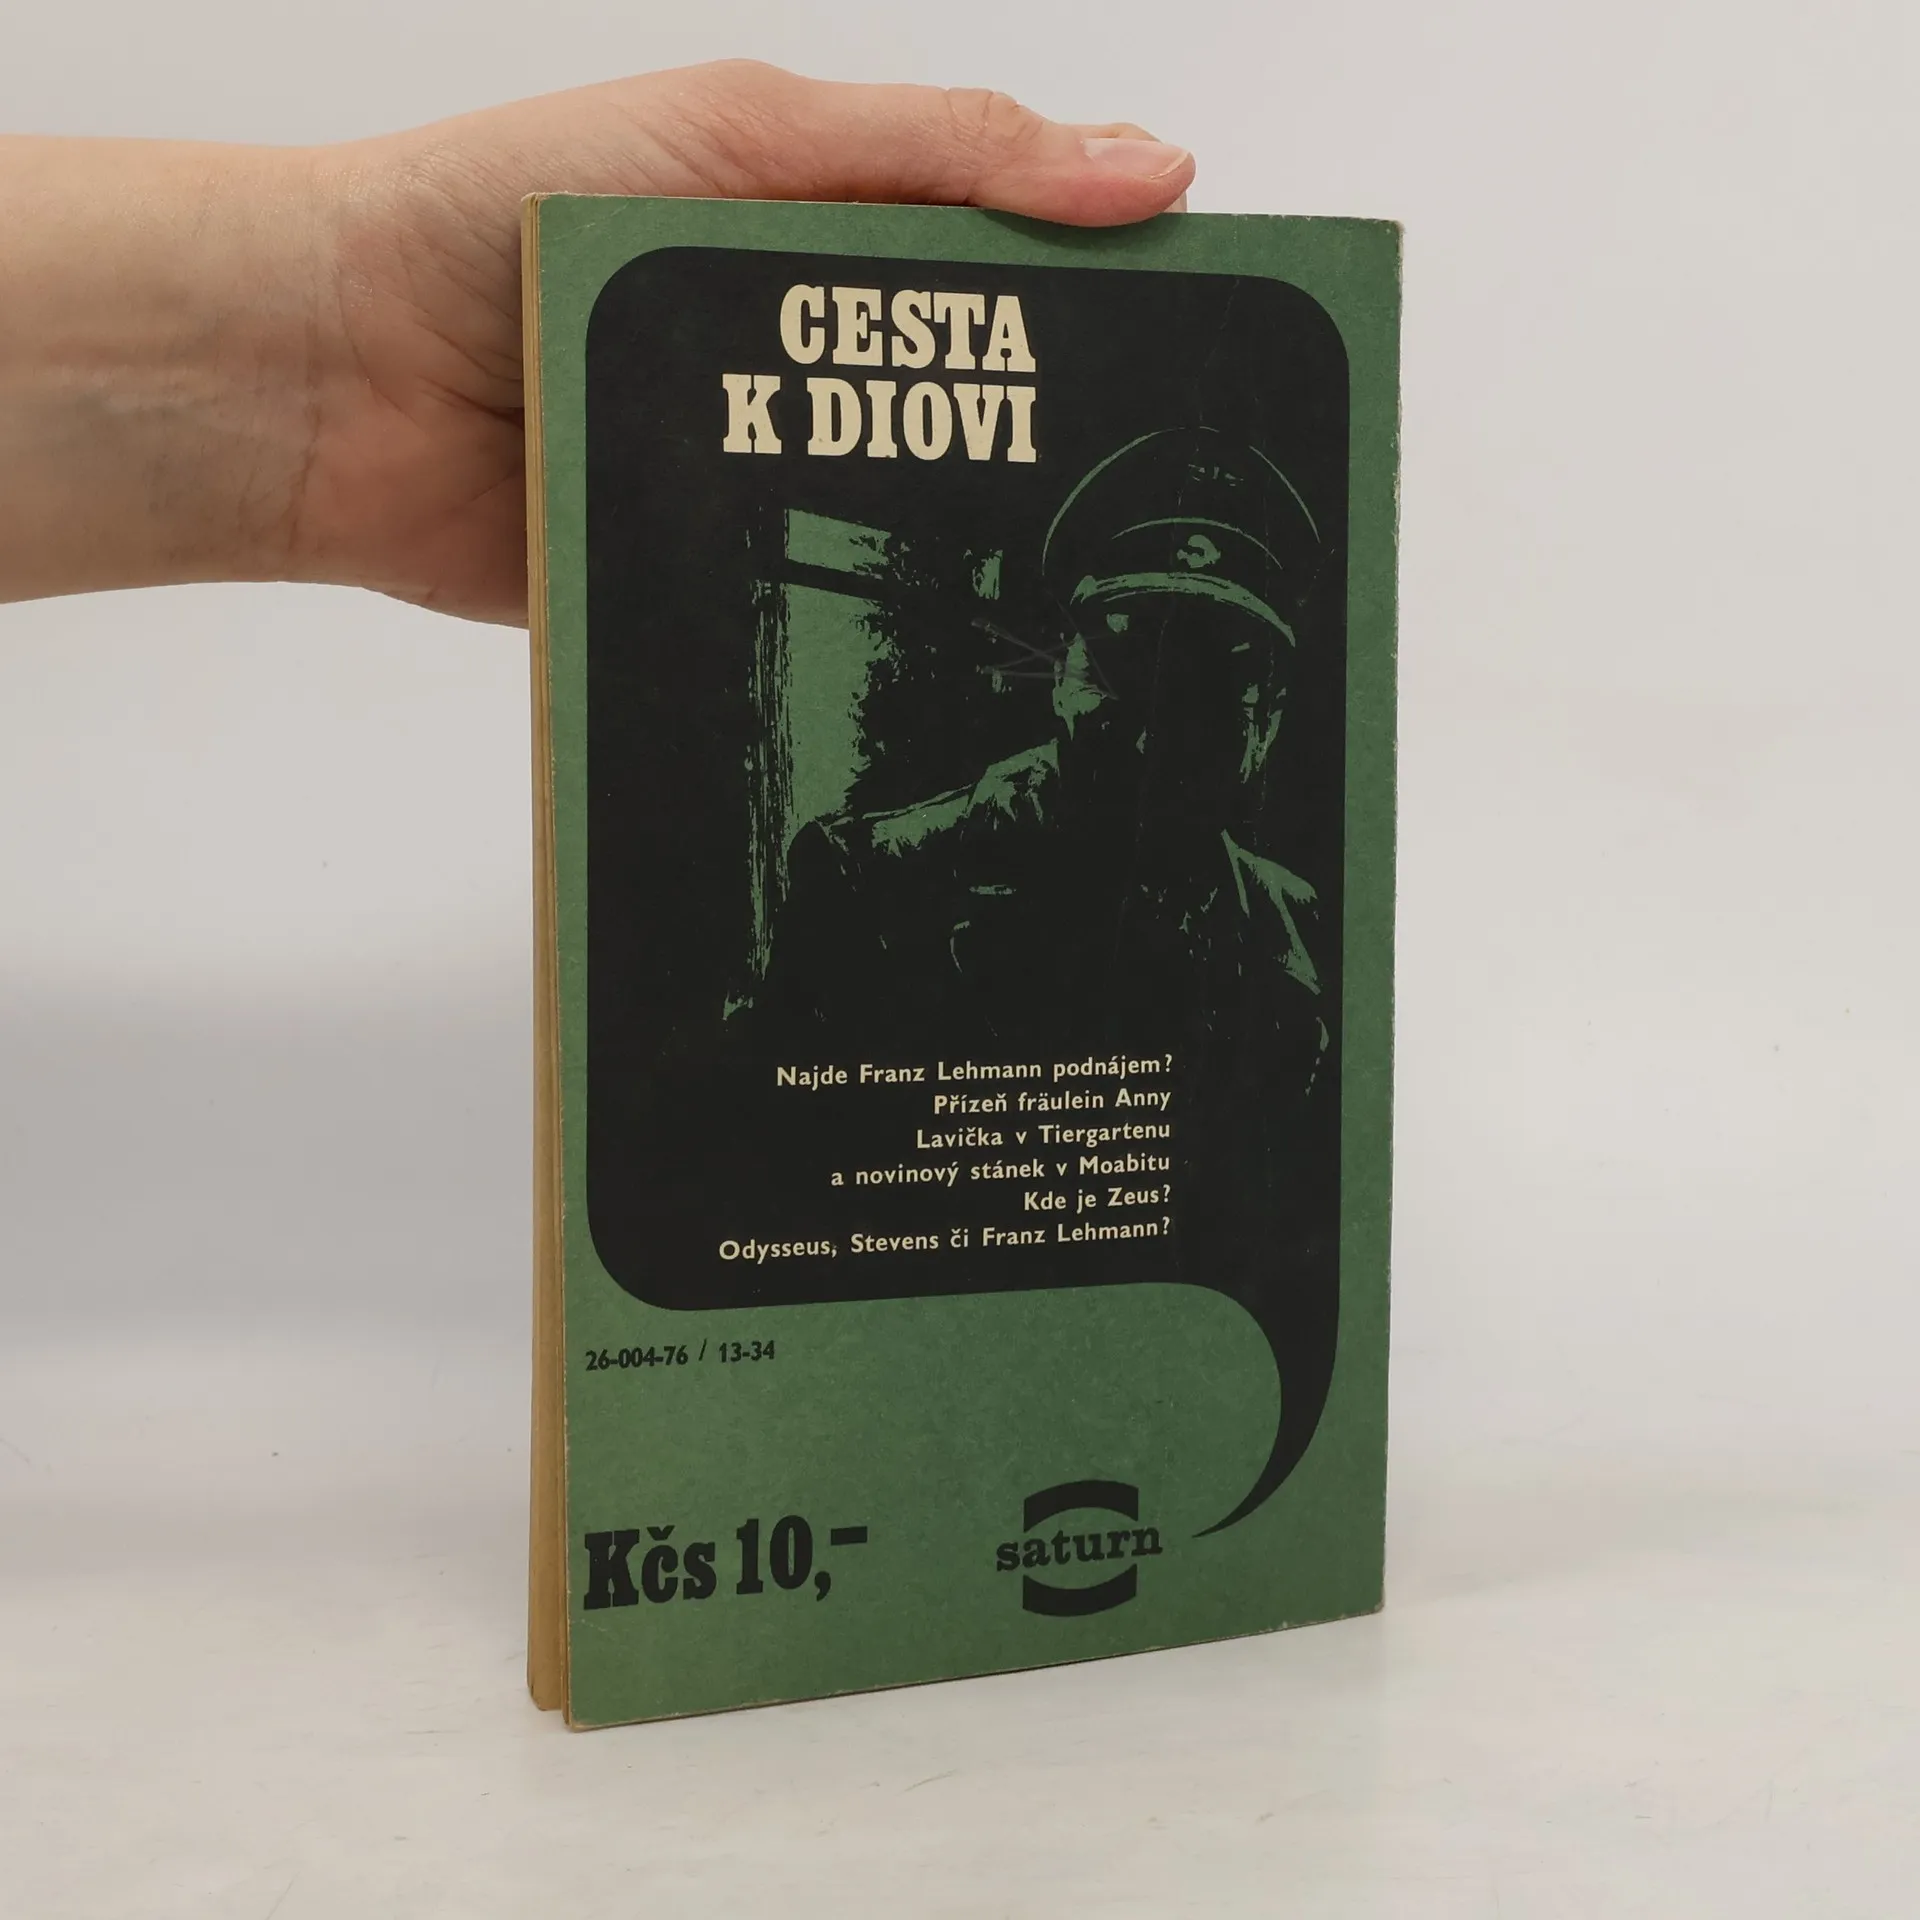 CESTA
K DIOVI
Najde Franz Lehmann podnájem?
Přízeň fräulein Anny
Lavička v Tiergartenu
a novinový stánek v Moabitu
Kde je Zeus?
Odysseus, Stevens či Franz Lehmann?
26-004-76 / 13-34
Kčs 10,-
saturn